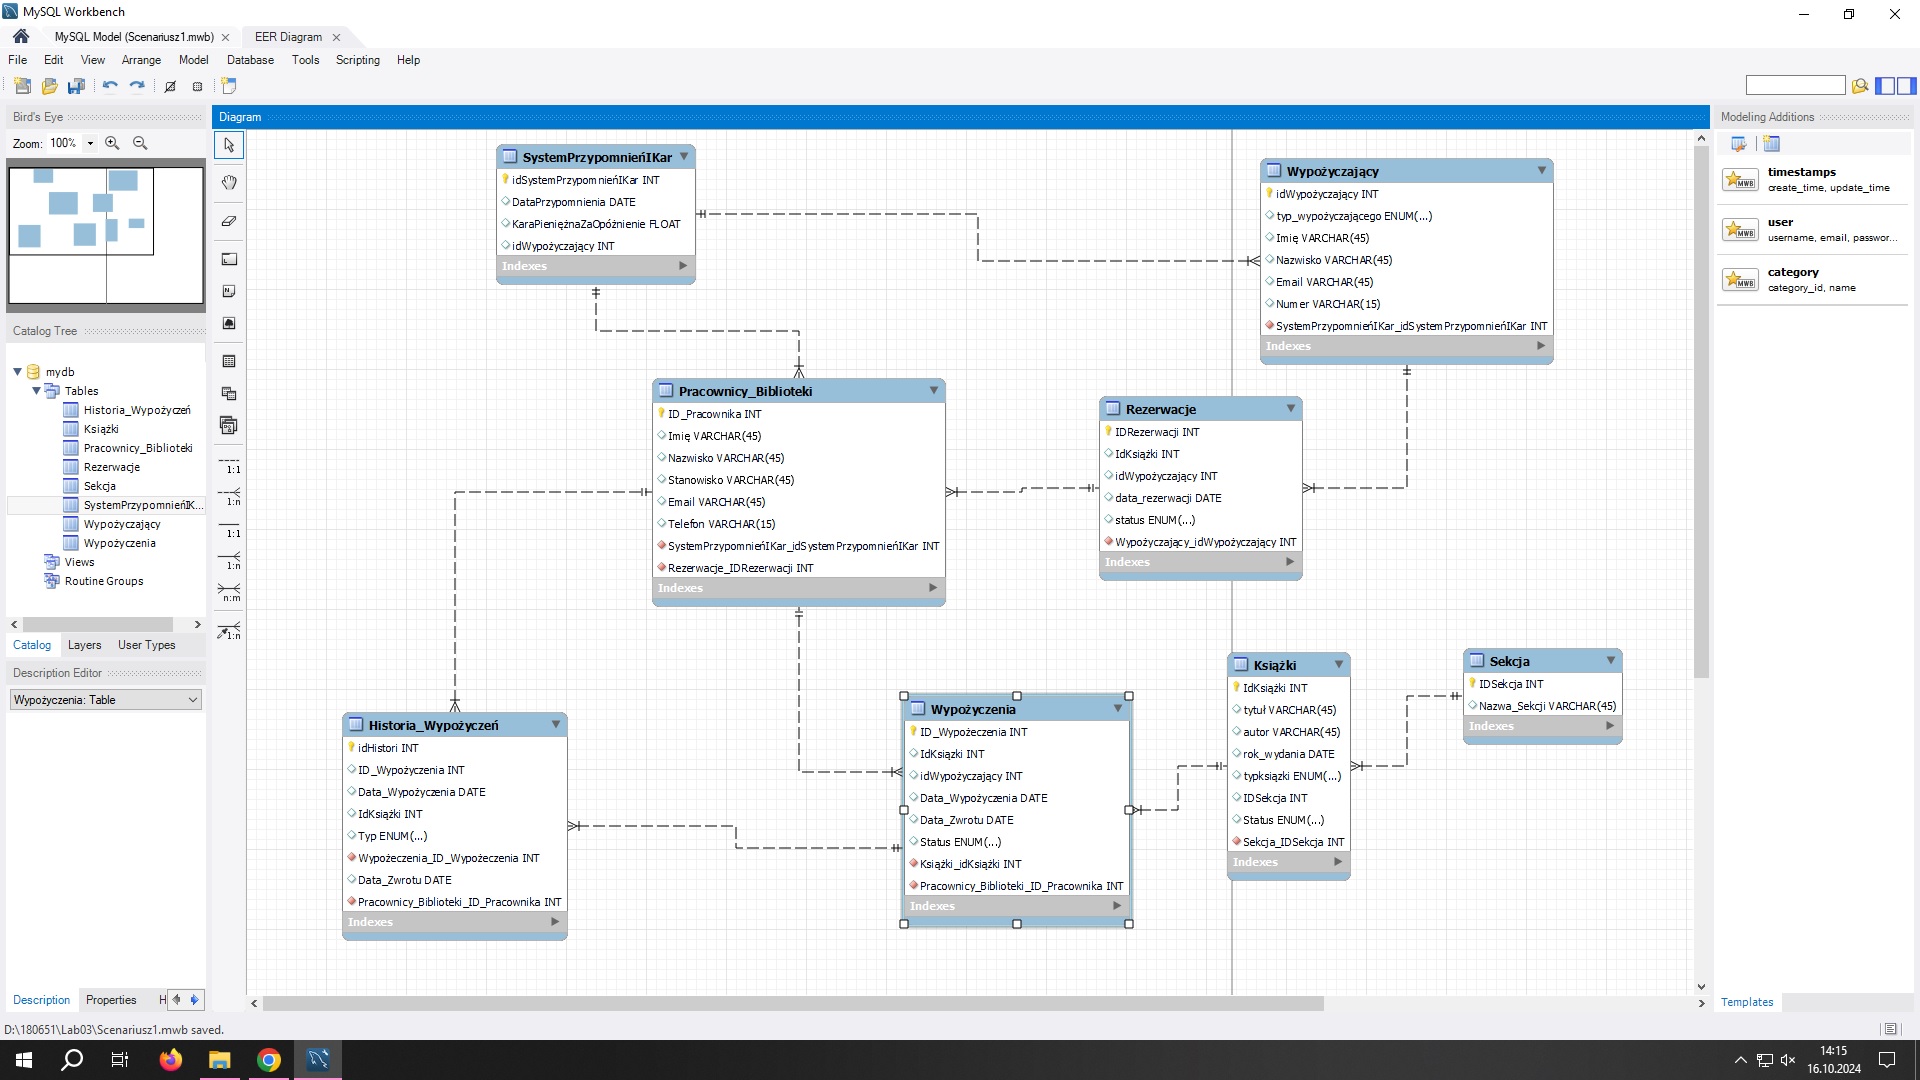 MySQL Workbench
MySQL Model (Scenariusz1.mwb)
EER Diagram
File Edit View Arrange Model Database Tools Scripting Help
Bird's Eye
Zoom: 100%
Catalog Tree
mydb
Tables
Historia_Wypożyczeń
Książki
Pracownicy_Biblioteki
Rezerwacje
Sekcja
SystemPrzypomnieńIK...
Wypożyczający
Wypożyczenia
Views
Routine Groups
Catalog Layers User Types
Description Editor
Wypożyczenia: Table
Description Properties H
D:\180651\Lab03\Scenariusz1.mwb saved.
1:1
1:n
1:1
1:n
n:m
1:n
Diagram
SystemPrzypomnieńIKar
idSystemPrzypomnieńIKar INT
DataPrzypomnienia DATE
KaraPieniężnaZaOpóźnienie FLOAT
idWypożyczający INT
Indexes
Wypożyczający
idWypożyczający INT
typ_wypożyczającego ENUM(...)
Imię VARCHAR(45)
Nazwisko VARCHAR(45)
Email VARCHAR(45)
Numer VARCHAR(15)
SystemPrzypomnieńIKar_idSystemPrzypomnieńIKar INT
Indexes
Pracownicy_Biblioteki
ID_Pracownika INT
Imię VARCHAR(45)
Nazwisko VARCHAR(45)
Stanowisko VARCHAR(45)
Email VARCHAR(45)
Telefon VARCHAR(15)
SystemPrzypomnieńIKar_idSystemPrzypomnieńIKar INT
Rezerwacje_IDRezerwacji INT
Indexes
Rezerwacje
IDRezerwacji INT
IdKsiążki INT
idWypożyczający INT
data_rezerwacji DATE
status ENUM(...)
Wypożyczający_idWypożyczający INT
Indexes
Historia_Wypożyczeń
idHistori INT
ID_Wypożyczenia INT
Data_Wypożyczenia DATE
IdKsiążki INT
Typ ENUM(...)
Wypożeczenia_ID_Wypożeczenia INT
Data_Zwrotu DATE
Pracownicy_Biblioteki_ID_Pracownika INT
Indexes
Wypożyczenia
ID_Wypożeczenia INT
IdKsiązki INT
idWypożyczający INT
Data_Wypożyczenia DATE
Data_Zwrotu DATE
Status ENUM(...)
Książki_idKsiążki INT
Pracownicy_Biblioteki_ID_Pracownika INT
Indexes
Książki
IdKsiążki INT
tytuł VARCHAR(45)
autor VARCHAR(45)
rok_wydania DATE
typksiązki ENUM(...)
IDSekcja INT
Status ENUM(...)
Sekcja_IDSekcja INT
Indexes
Sekcja
IDSekcja INT
Nazwa_Sekcji VARCHAR(45)
Indexes
Modeling Additions
MWB
timestamps
create_time, update_time
MWB
user
username, email, passwor...
MWB
category
category_id, name
Templates
14:15
16.10.2024